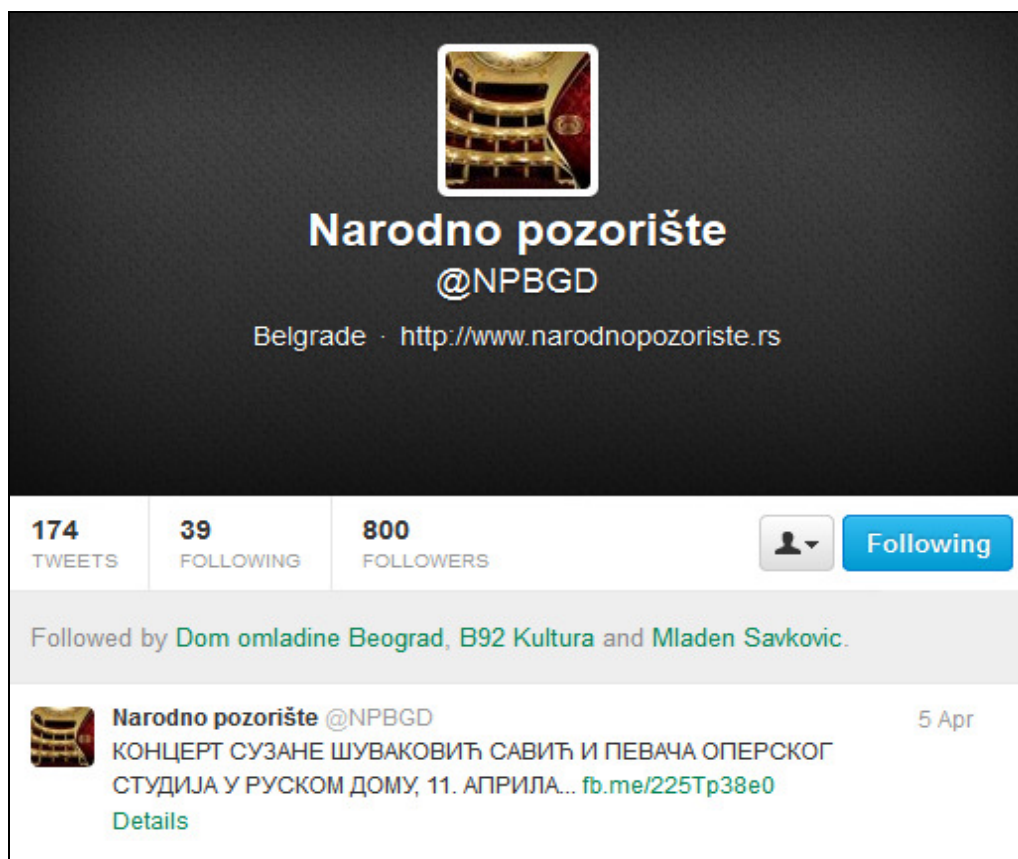 Narodno pozorište
@NPBGD
Belgrade · http://www.narodnopozoriste.rs
174 39 800
TWEETS FOLLOWING FOLLOWERS
Following
Followed by Dom omladine Beograd, B92 Kultura and Mladen Savkovic.
Narodno pozorište @NPBGD 5 Apr
КОНЦЕРТ СУЗАНЕ ШУВАКОВИЋ САВИЋ И ПЕВАЧА ОПЕРСКОГ
СТУДИЈА У РУСКОМ ДОМУ, 11. АПРИЛА... fb.me/225Tp38e0
Details